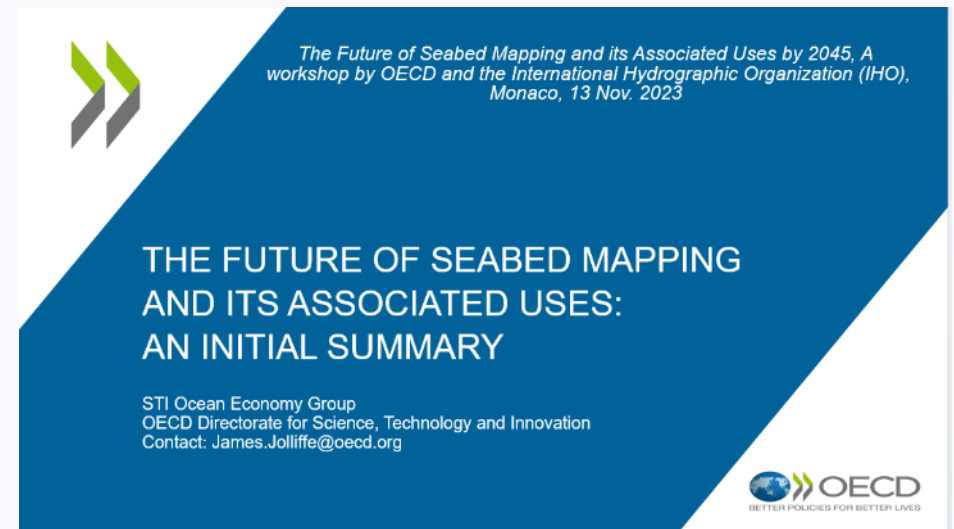 The Future of Seabed Mapping and its Associated Uses by 2045, A
workshop by OECD and the International Hydrographic Organization (IHO),
Monaco, 13 Nov. 2023
THE FUTURE OF SEABED MAPPING
AND ITS ASSOCIATED USES:
AN INITIAL SUMMARY
STI Ocean Economy Group
OECD Directorate for Science, Technology and Innovation
Contact: James.Jolliffe@oecd.org
OECD
BETTER POLICIES FOR BETTER LIVES